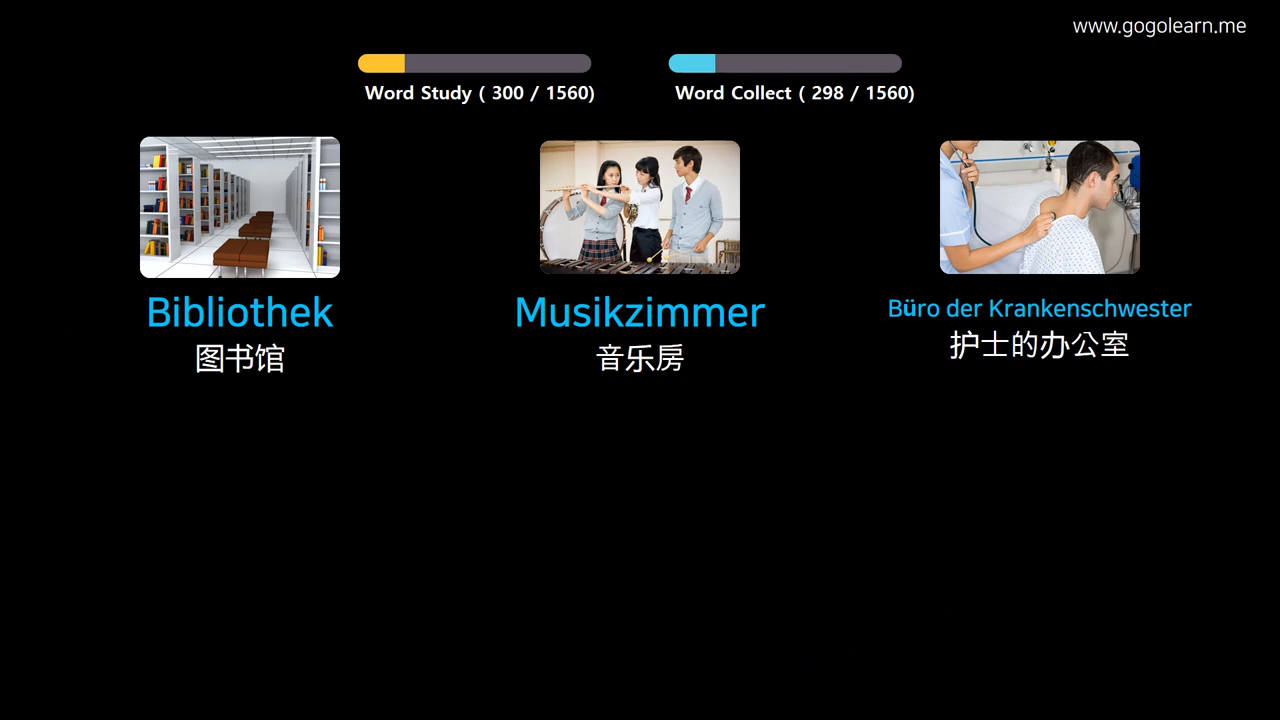 www.gogolearn.me
Word Study ( 300 / 1560)
Word Collect ( 298 / 1560)
Bibliothek
图书馆
Musikzimmer
音乐房
Büro der Krankenschwester
护士的办公室